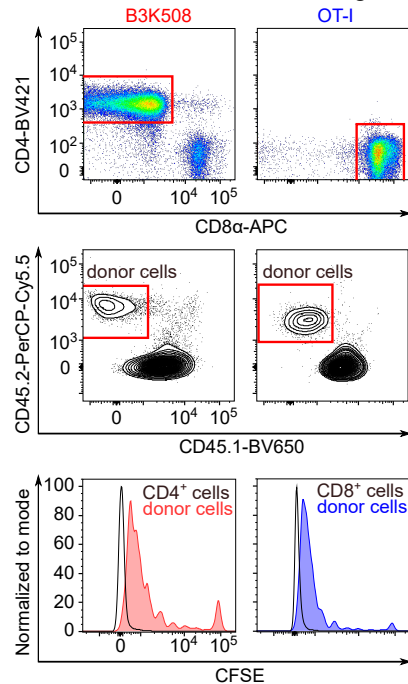 B3K508 OT-I
CD4-BV421
10⁵
10⁴
10³
10²
0
0 10⁴ 10⁵
CD8α-APC
CD45.2-PerCP-Cy5.5
10⁵
10⁴
10³
0
donor cells donor cells
0 10⁴ 10⁵
CD45.1-BV650
Normalized to mode
100
80
60
40
20
0
CD4⁺ cells CD8⁺ cells
donor cells donor cells
0 10⁴ 10⁵
CFSE